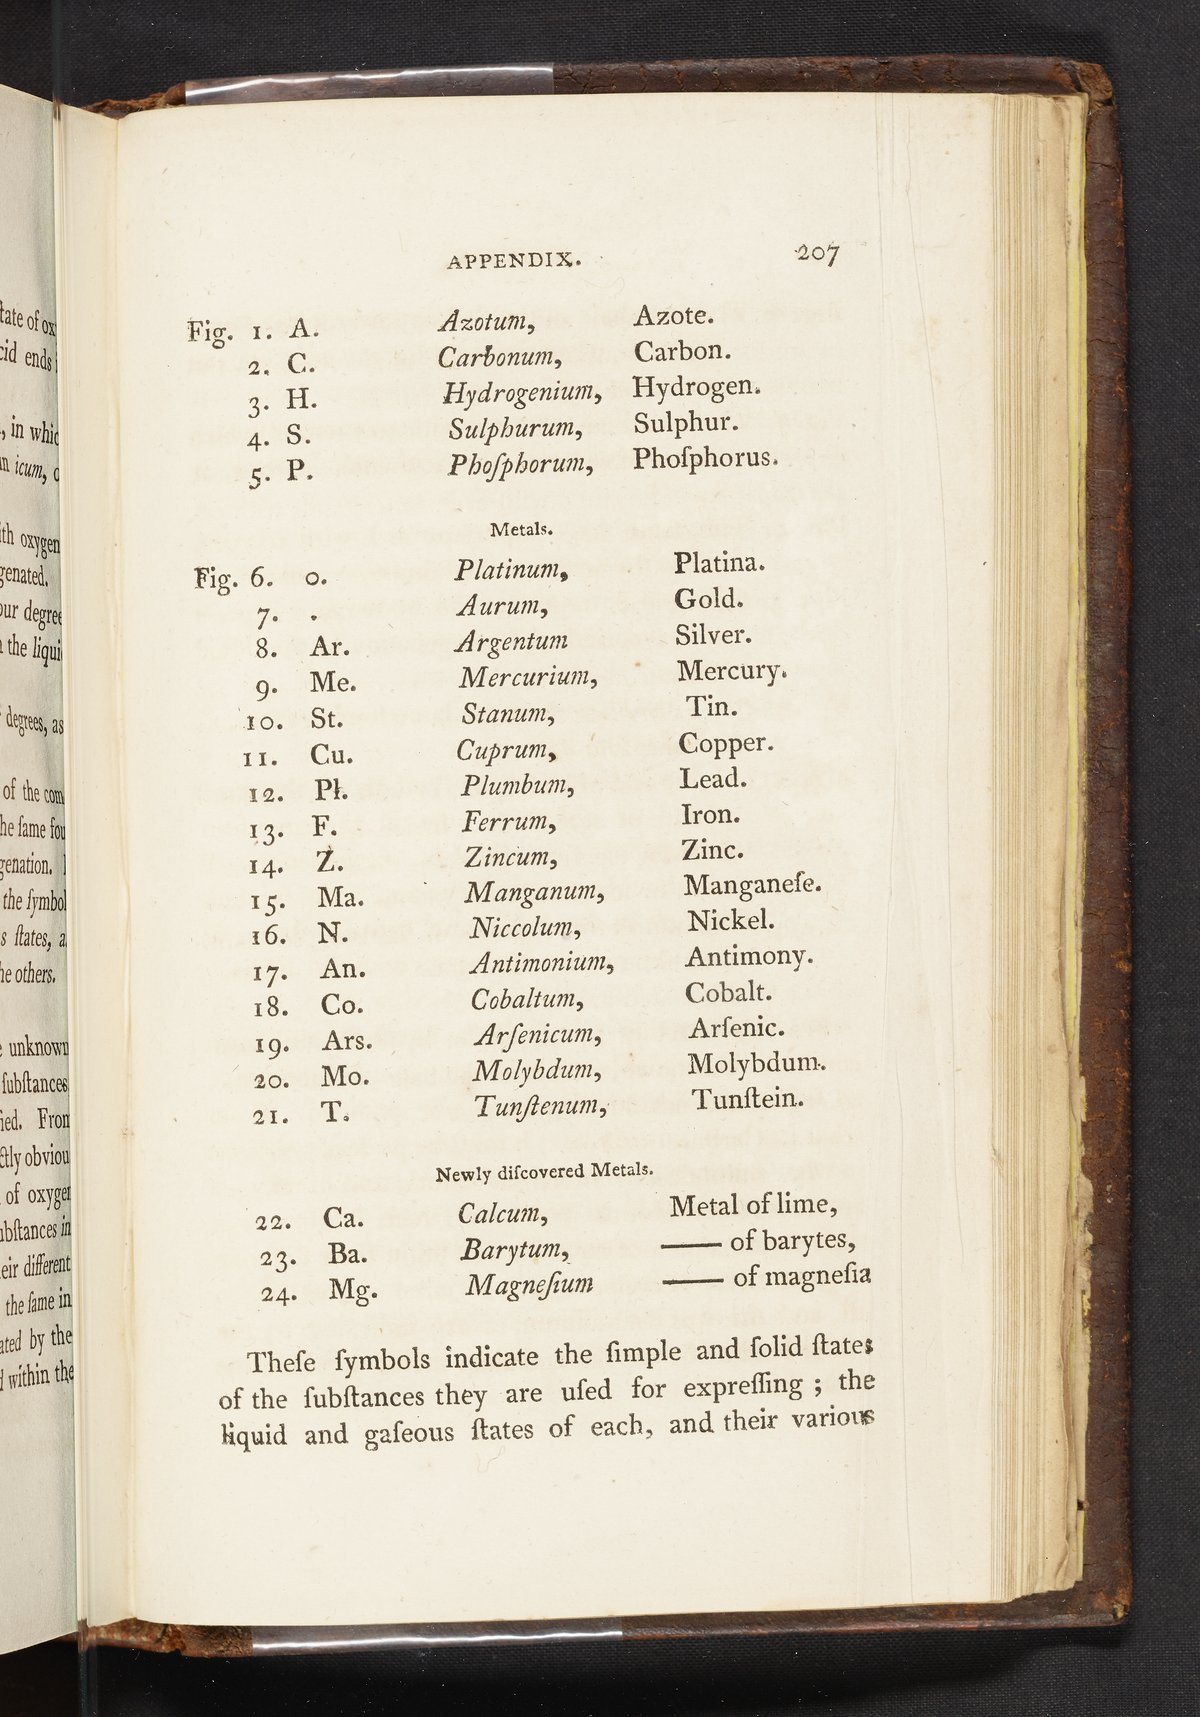 APPENDIX. 207
Fig. 1. A. Azotum, Azote.
2. C. Carbonum, Carbon.
3. H. Hydrogenium, Hydrogen.
4. S. Sulphurum, Sulphur.
5. P. Phoſphorum, Phoſphorus.
Metals.
Fig. 6. o. Platinum, Platina.
7. . Aurum, Gold.
8. Ar. Argentum Silver.
9. Me. Mercurium, Mercury.
10. St. Stanum, Tin.
11. Cu. Cuprum, Copper.
12. Pl. Plumbum, Lead.
13. F. Ferrum, Iron.
14. Z. Zincum, Zinc.
15. Ma. Manganum, Manganeſe.
16. N. Niccolum, Nickel.
17. An. Antimonium, Antimony.
18. Co. Cobaltum, Cobalt.
19. Ars. Arſenicum, Arſenic.
20. Mo. Molybdum, Molybdum.
21. T. Tunſtenum, Tunſtein.
Newly diſcovered Metals.
22. Ca. Calcum, Metal of lime,
23. Ba. Barytum, —— of barytes,
24. Mg. Magneſium —— of magneſia
Theſe ſymbols indicate the ſimple and ſolid ſtates
of the ſubſtances they are uſed for expreſſing ; the
liquid and gaſeous ſtates of each, and their various